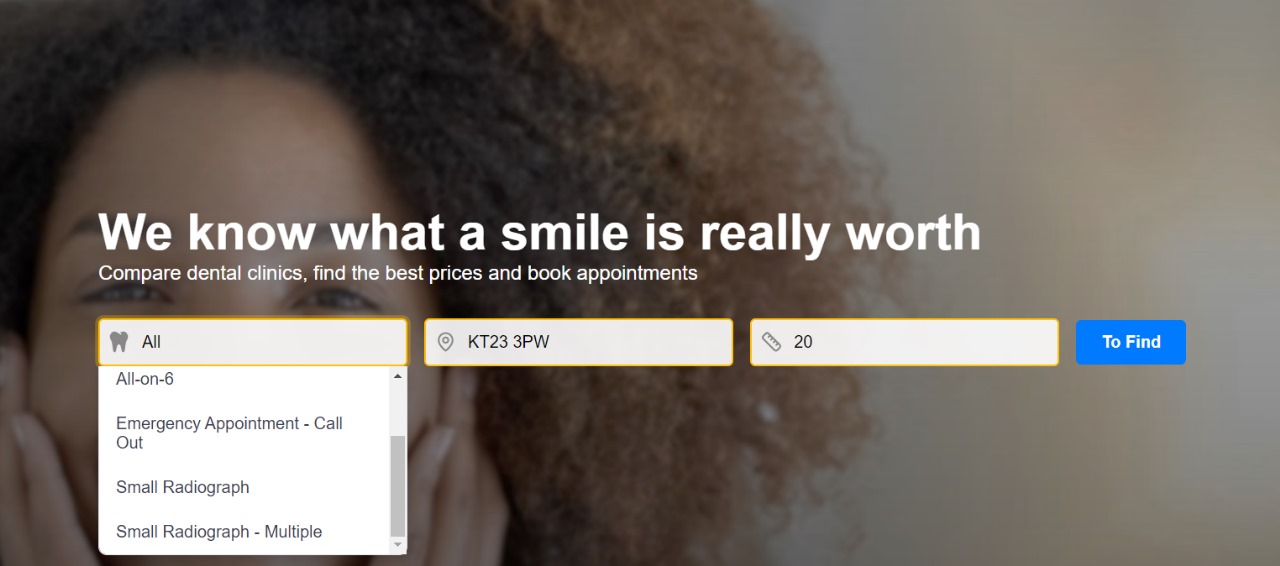 We know what a smile is really worth
Compare dental clinics, find the best prices and book appointments
All
KT23 3PW
20
To Find
All-on-6
Emergency Appointment - Call
Out
Small Radiograph
Small Radiograph - Multiple